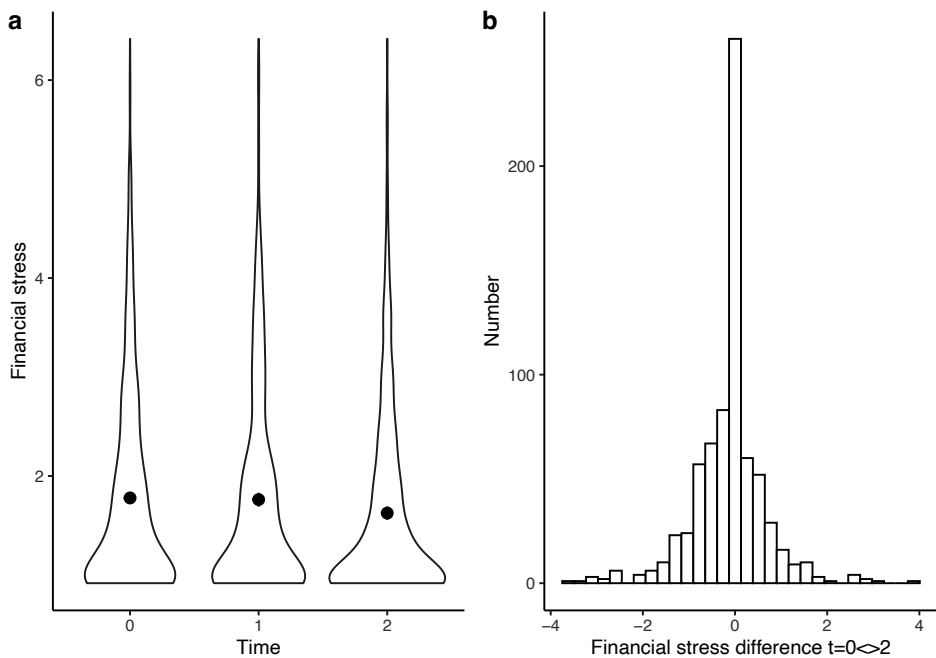 a
Financial stress
6
4
2
0 1 2
Time
b
Number
200
100
0
−4 −2 0 2 4
Financial stress difference t=0<>2